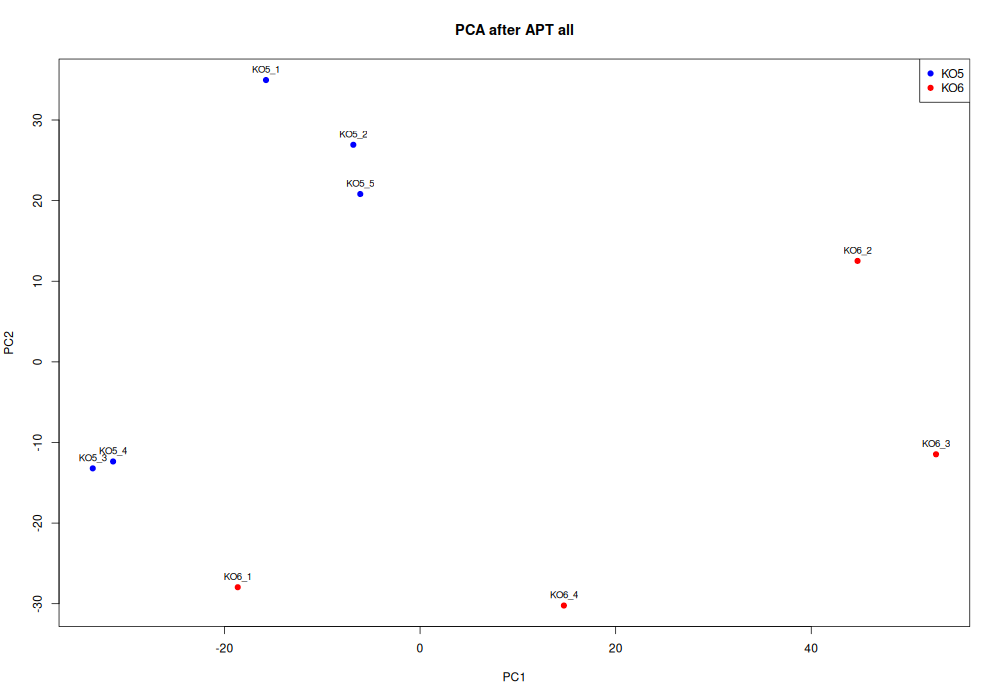 PCA after APT all
KO5
KO6
KO5_1
KO5_2
KO5_5
KO6_2
KO6_3
KO5_4
KO5_3
KO6_1
KO6_4
30
20
10
0
-10
-20
-30
PC2
-20
0
20
40
PC1